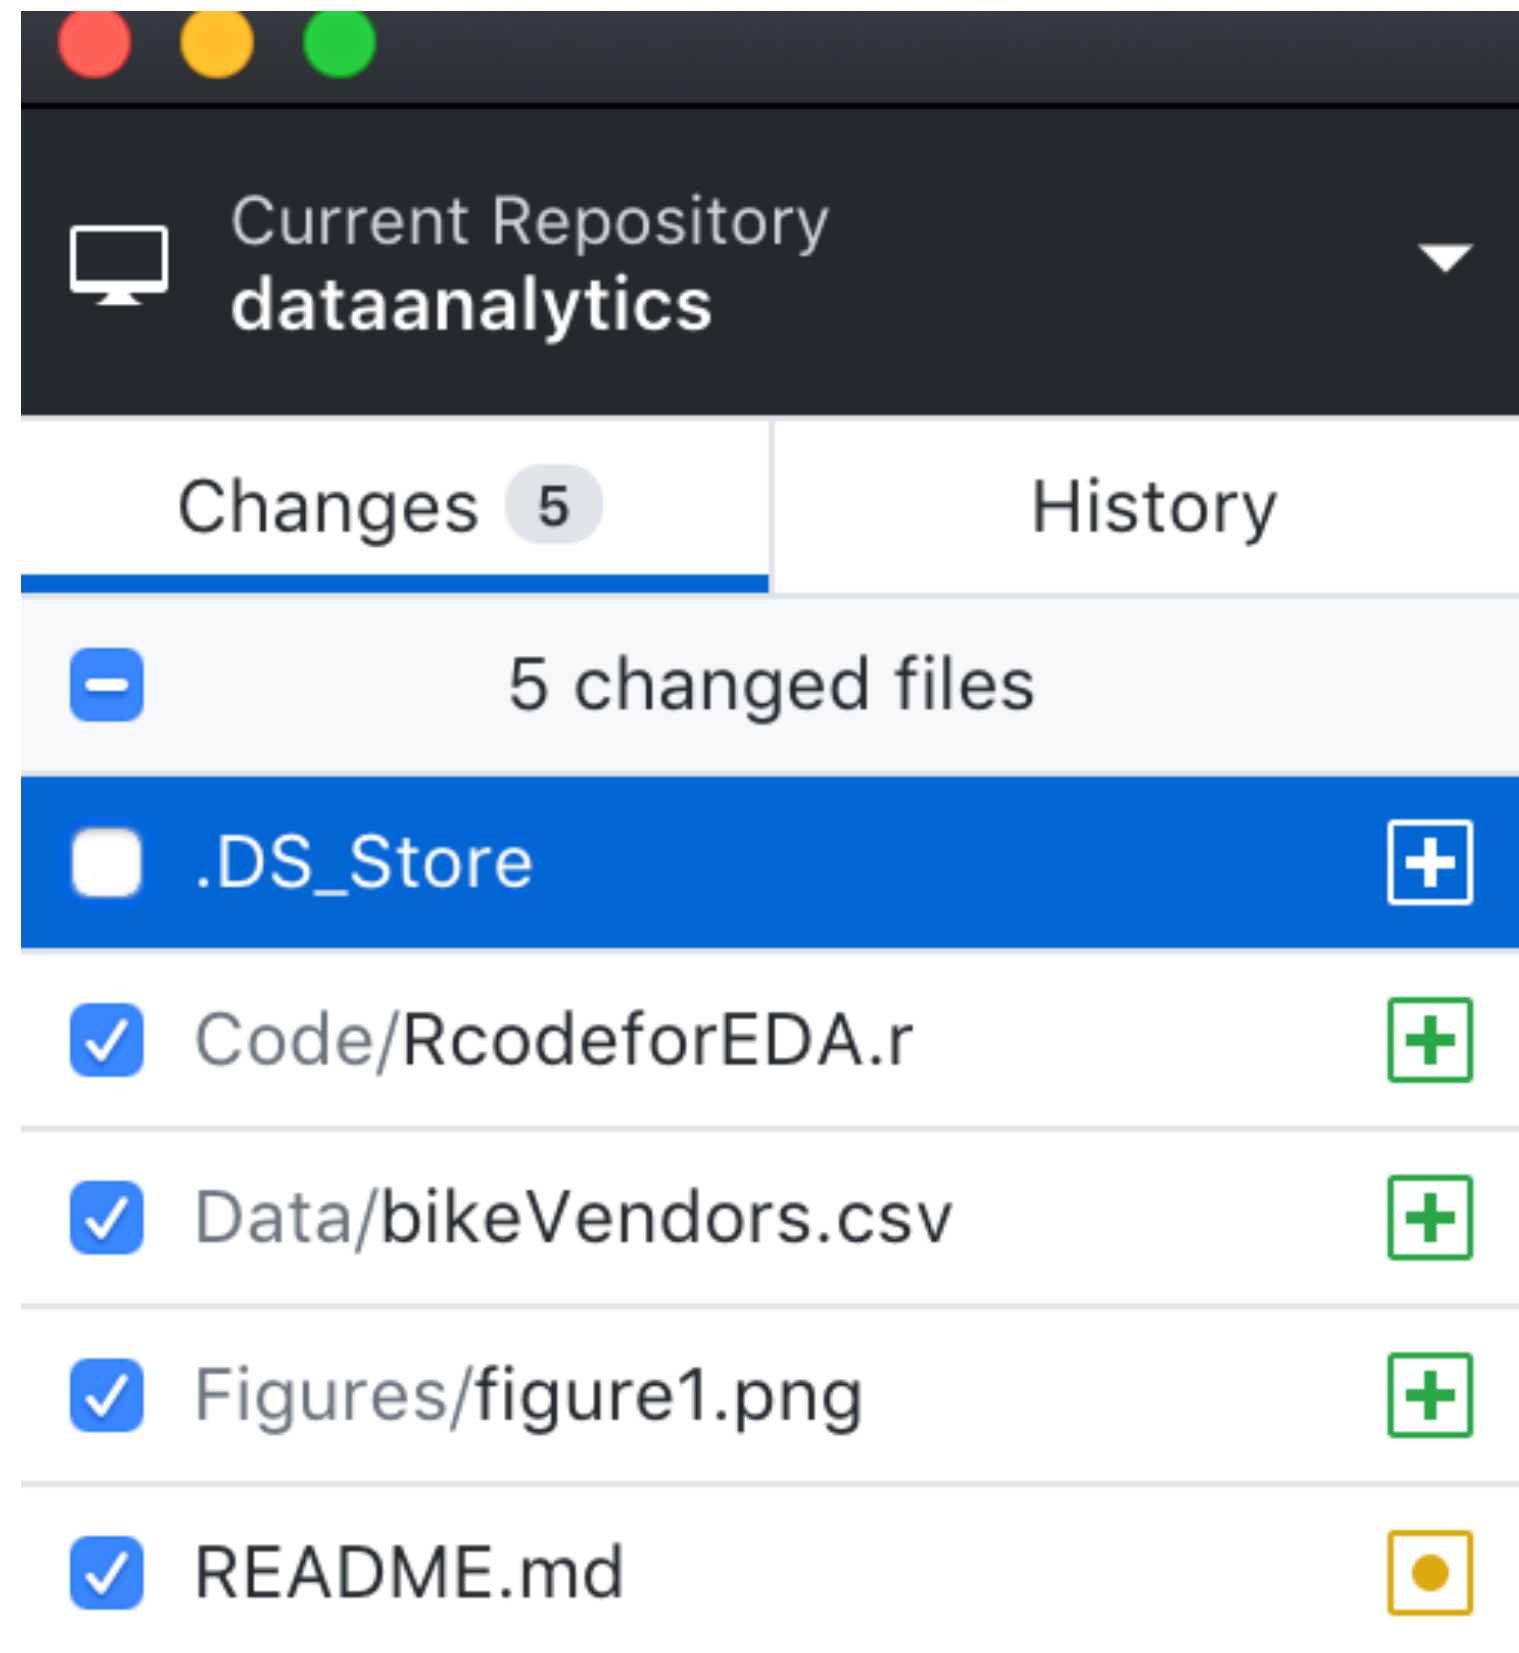 Current Repository
dataanalytics
Changes 5
History
5 changed files
.DS_Store
Code/RcodeforEDA.r
Data/bikeVendors.csv
Figures/figure1.png
README.md